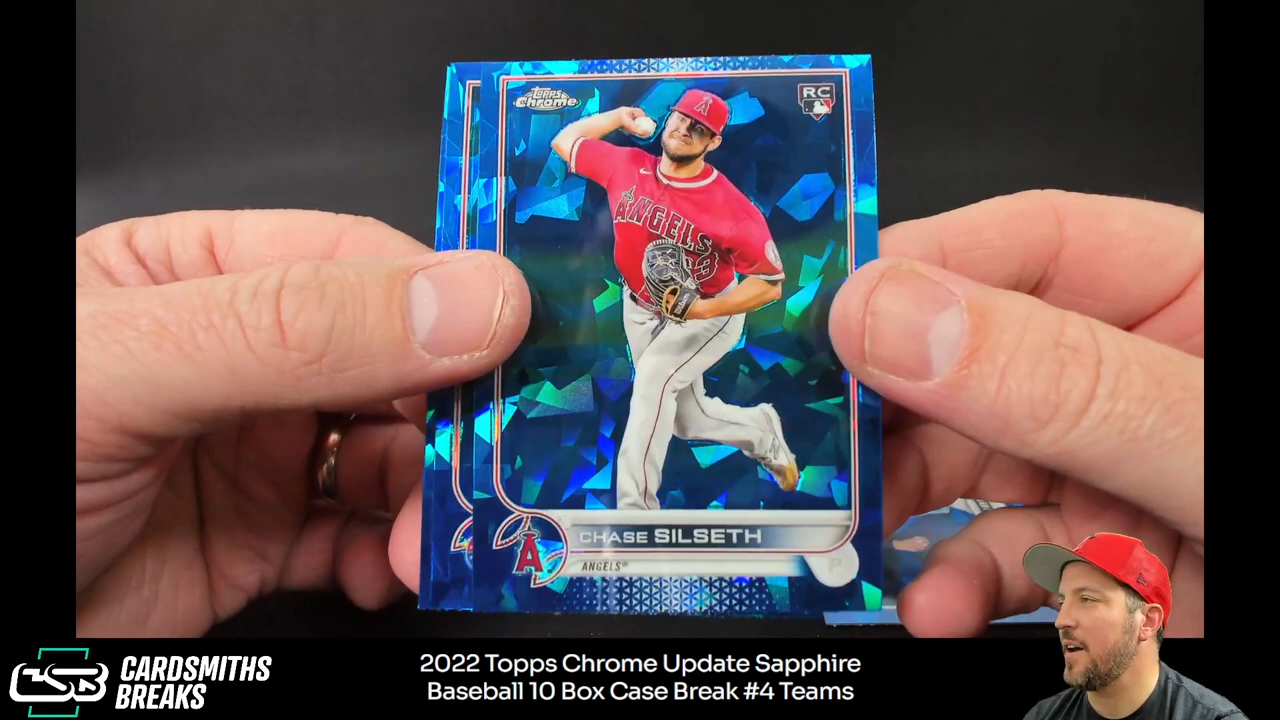 Topps
Chrome
RC
A
ANGELS
CHASE SILSETH
A
ANGELS®
P
CSB
CARDSMITHS
BREAKS
2022 Topps Chrome Update Sapphire
Baseball 10 Box Case Break #4 Teams